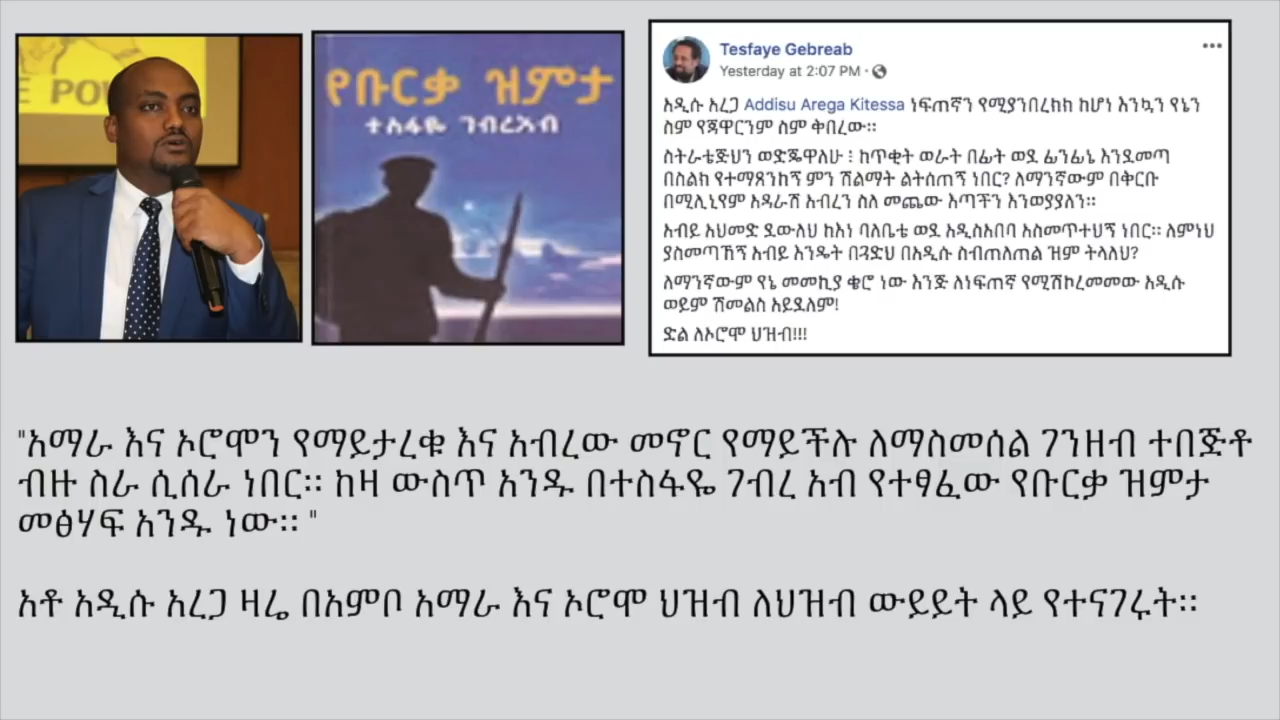 E POW
የቡርቃ ዝምታ
ተስፋዬ ገብረአብ
Tesfaye Gebreab
Yesterday at 2:07 PM ·
አዲሱ አረጋ Addisu Arega Kitessa ነፍጠኛን የሚያንበረክክ ከሆነ እንኳን የኔን
ስም የጃዋርንም ስም ቅበረው።
ስትራቴጅህን ወድጄዋለሁ ፤ ከጥቂት ወራት በፊት ወደ ፊንፊኔ እንደመጣ
በስልክ የተማጸንከኝ ምን ሽልማት ልትሰጠኝ ነበር? ለማንኛውም በቅርቡ
በሚሊኒየም አዳራሽ አብረን ስለ መጨው እጣችን እንወያያለን።
አብይ አህመድ ደውለህ ከእነ ባለቤቴ ወደ አዲስአበባ አስመጥተህኝ ነበር። ለምነህ
ያስመጣኸኝ አብይ እንዴት በጓድህ በአዲሱ ስብጠለጠል ዝም ትላለህ?
ለማንኛውም የኔ መመኪያ ቄሮ ነው እንጅ ለነፍጠኛ የሚሽኮረመመው አዲሱ
ወይም ሽመልስ አይደለም!
ድል ለኦሮሞ ህዝብ!!!
"አማራ እና ኦሮሞን የማይታረቁ እና አብረው መኖር የማይችሉ ለማስመሰል ገንዘብ ተበጅቶ
ብዙ ስራ ሲሰራ ነበር። ከዛ ውስጥ አንዱ በተስፋዬ ገብረ አብ የተፃፈው የቡርቃ ዝምታ
መፅሃፍ አንዱ ነው። "
አቶ አዲሱ አረጋ ዛሬ በአምቦ አማራ እና ኦሮሞ ህዝብ ለህዝብ ውይይት ላይ የተናገሩት።